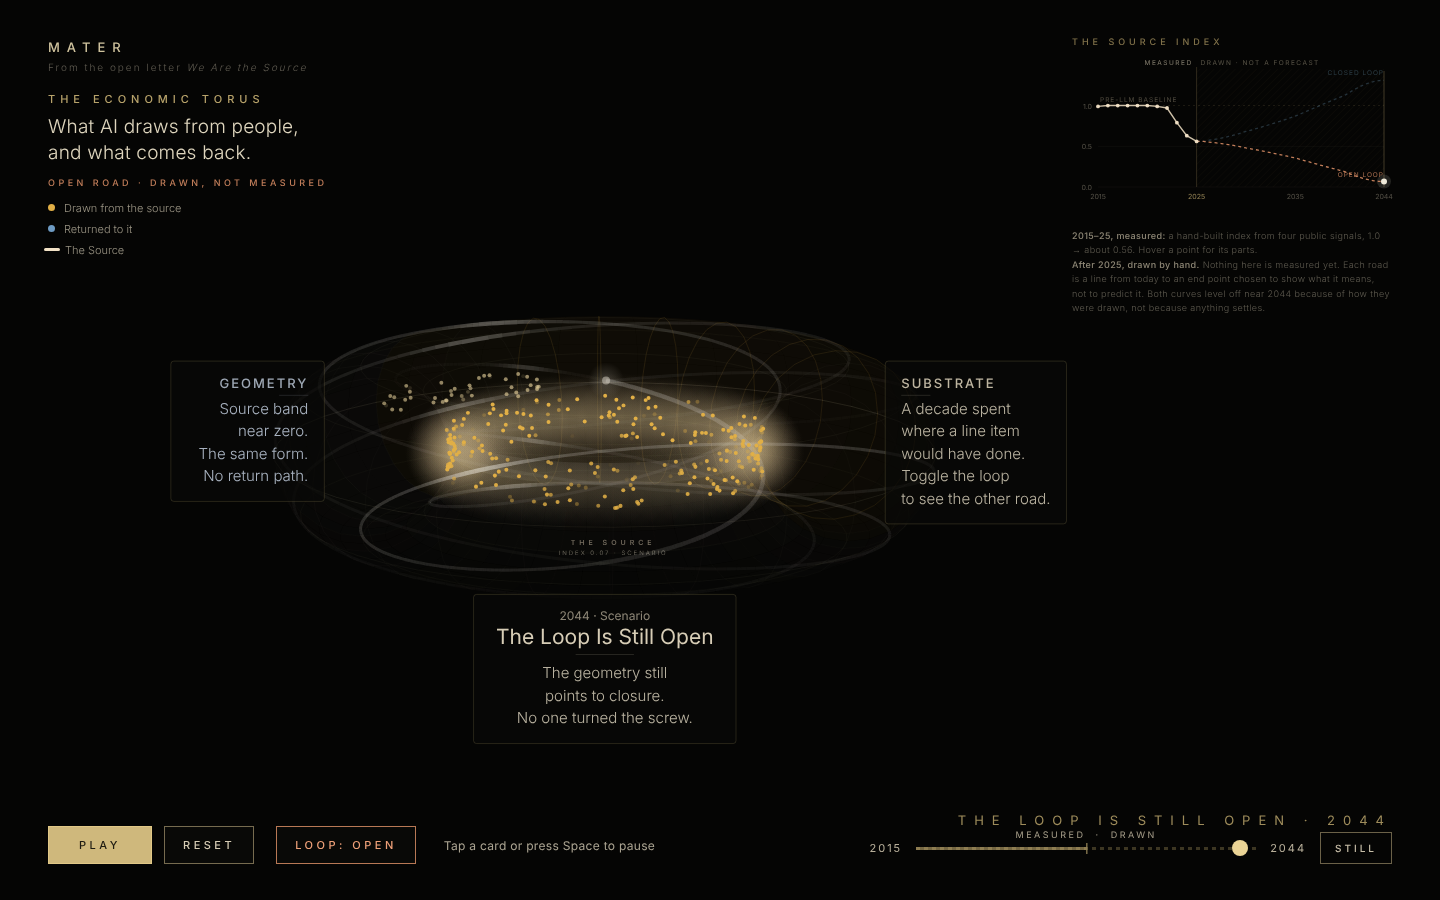 MATER
From the open letter We Are the Source
THE ECONOMIC TORUS
What AI draws from people,
and what comes back.
OPEN ROAD · DRAWN, NOT MEASURED
Drawn from the source
Returned to it
The Source
THE SOURCE INDEX
MEASURED DRAWN · NOT A FORECAST
CLOSED LOOP
PRE-LLM BASELINE
1.0
0.5
OPEN LOOP
0.0
2015 2025 2035 2044
2015–25, measured: a hand-built index from four public signals, 1.0
→ about 0.56. Hover a point for its parts.
After 2025, drawn by hand. Nothing here is measured yet. Each road
is a line from today to an end point chosen to show what it means,
not to predict it. Both curves level off near 2044 because of how they
were drawn, not because anything settles.
GEOMETRY
Source band
near zero.
The same form.
No return path.
SUBSTRATE
A decade spent
where a line item
would have done.
Toggle the loop
to see the other road.
THE SOURCE
INDEX 0.07 · SCENARIO
2044 · Scenario
The Loop Is Still Open
The geometry still
points to closure.
No one turned the screw.
PLAY
RESET
LOOP: OPEN
Tap a card or press Space to pause
THE LOOP IS STILL OPEN · 2044
MEASURED · DRAWN
2015
2044
STILL